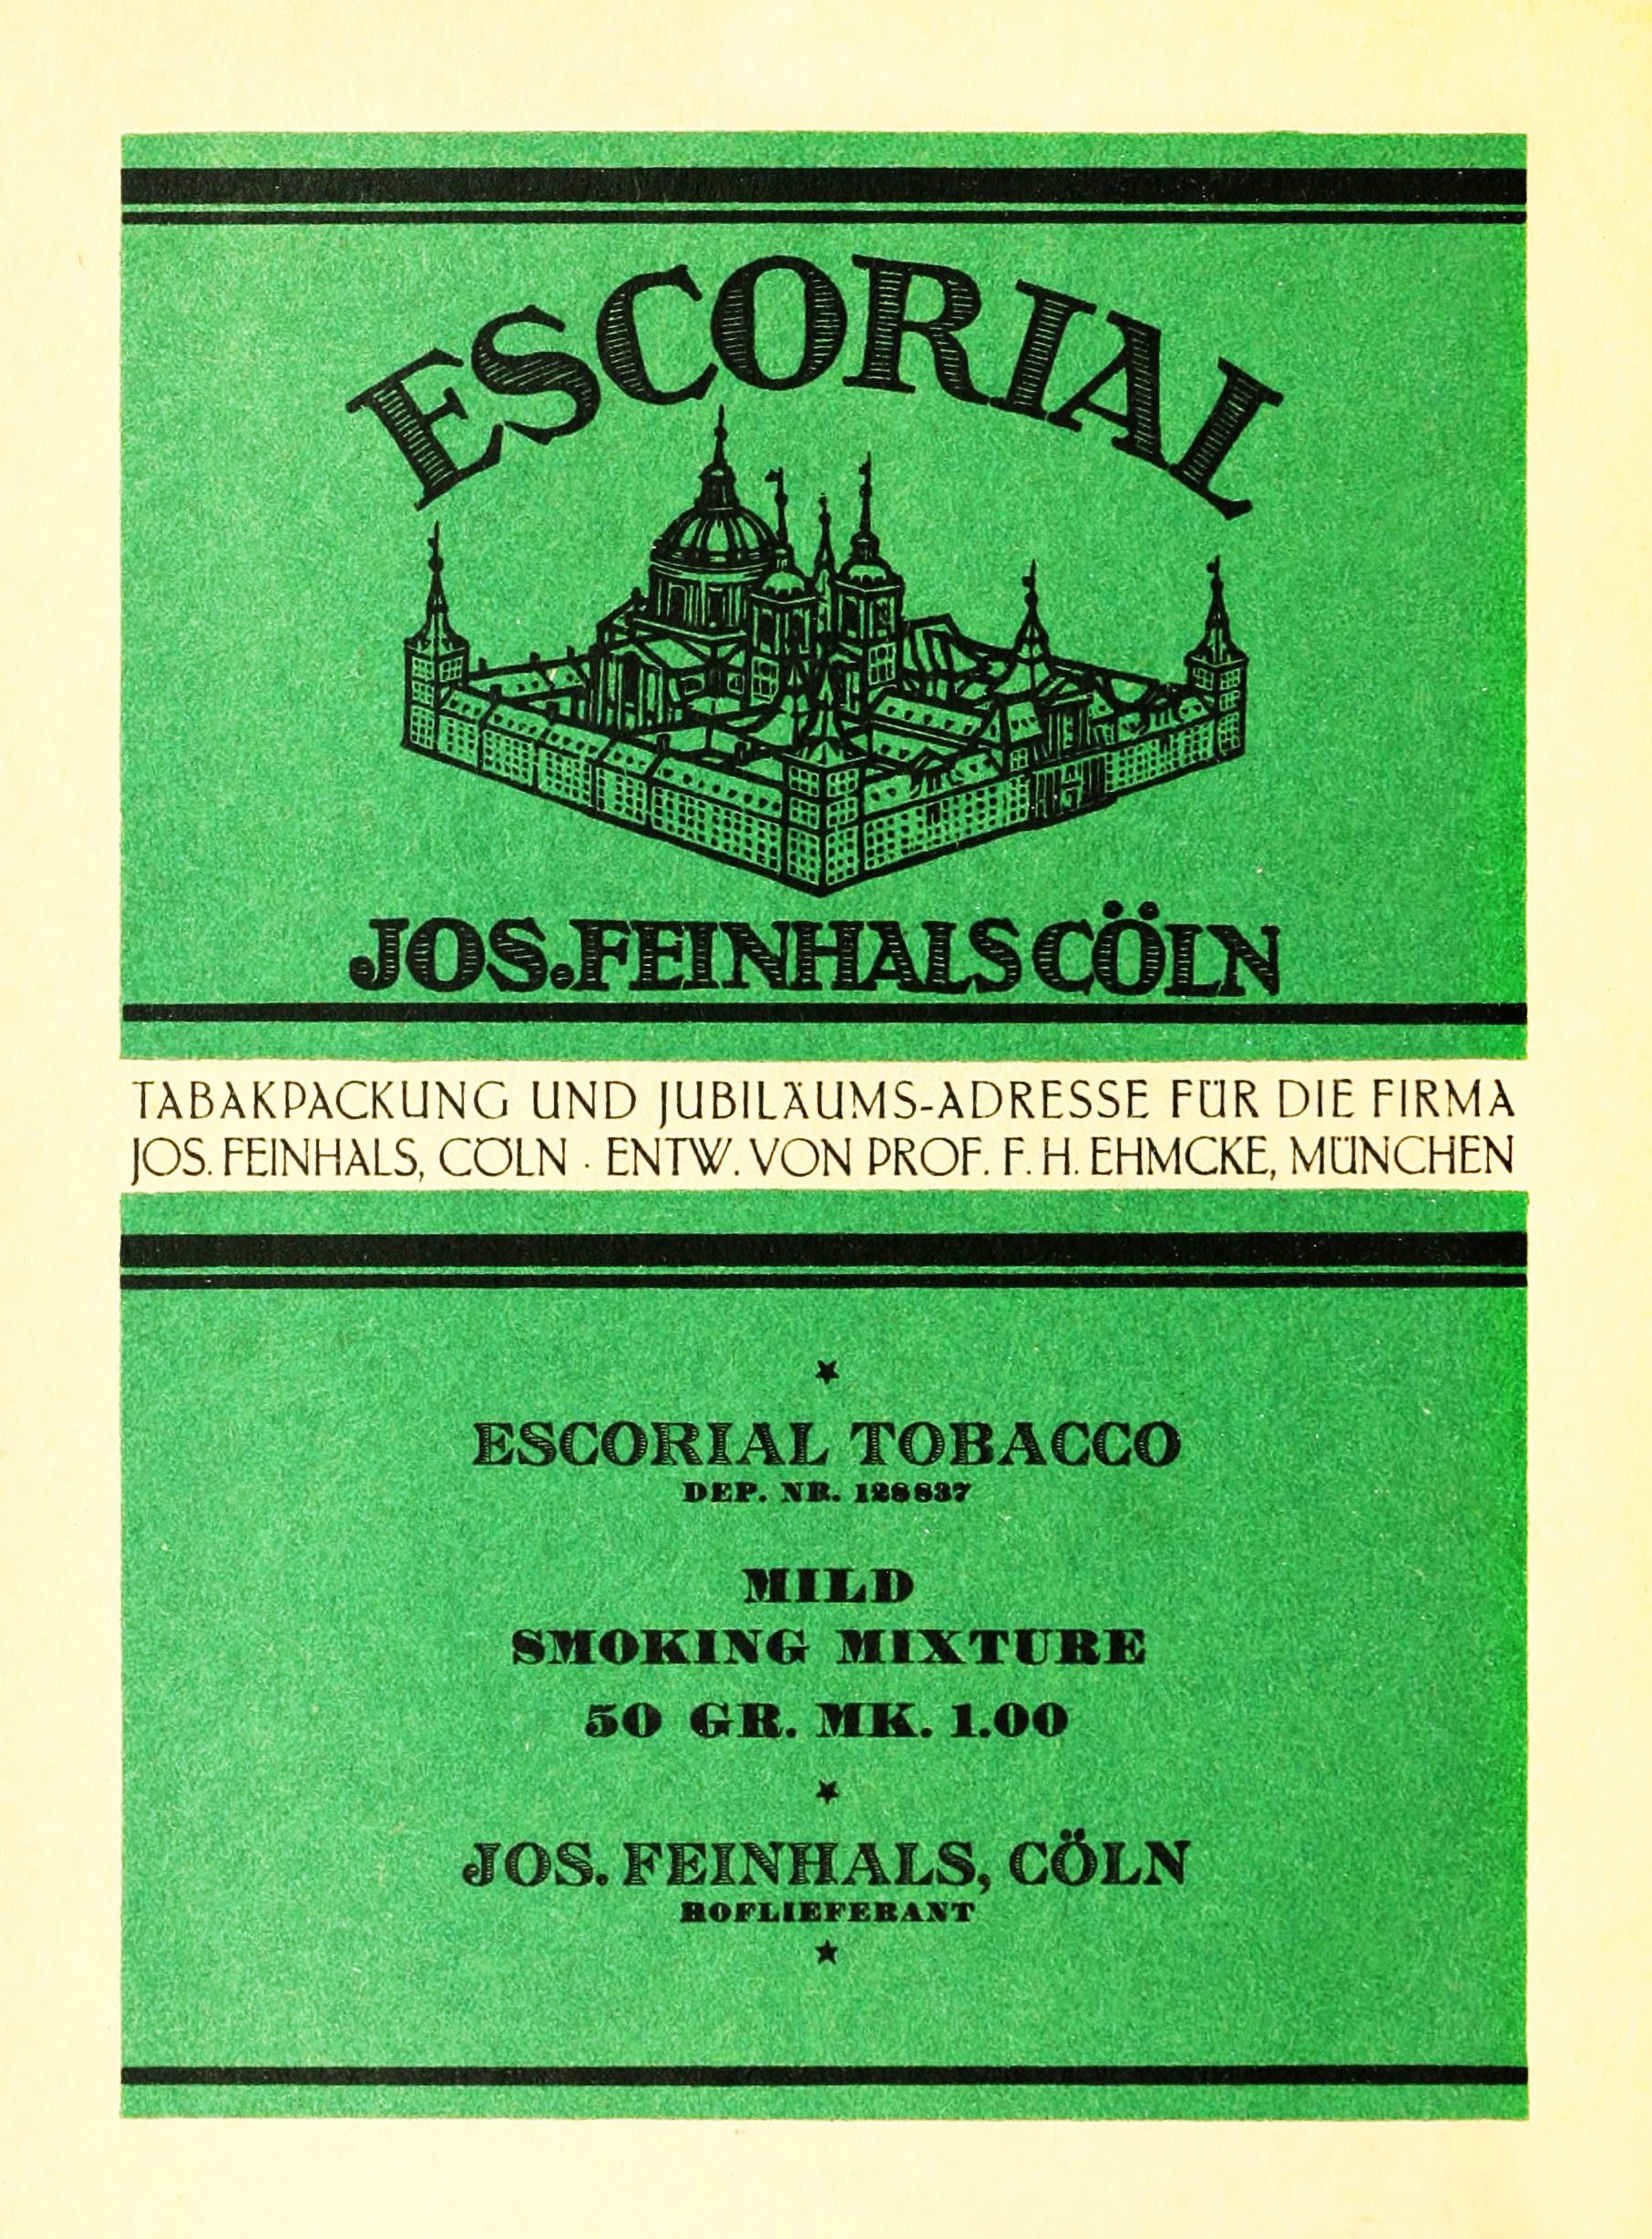 ESCORIAL
JOS. FEINHALS CÖLN
TABAKPACKUNG UND JUBILÄUMS-ADRESSE FÜR DIE FIRMA
JOS. FEINHALS, CÖLN · ENTW. VON PROF. F. H. EHMCKE, MÜNCHEN
ESCORIAL TOBACCO
DEP. NR. 128837
MILD
SMOKING MIXTURE
50 GR. MK. 1.00
JOS. FEINHALS, CÖLN
HOFLIEFERANT